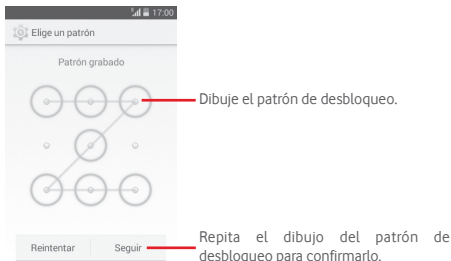 17:00
Elige un patrón
Patrón grabado
Dibuje el patrón de desbloqueo.
Reintentar
Seguir
Repita el dibujo del patrón de
desbloqueo para confirmarlo.